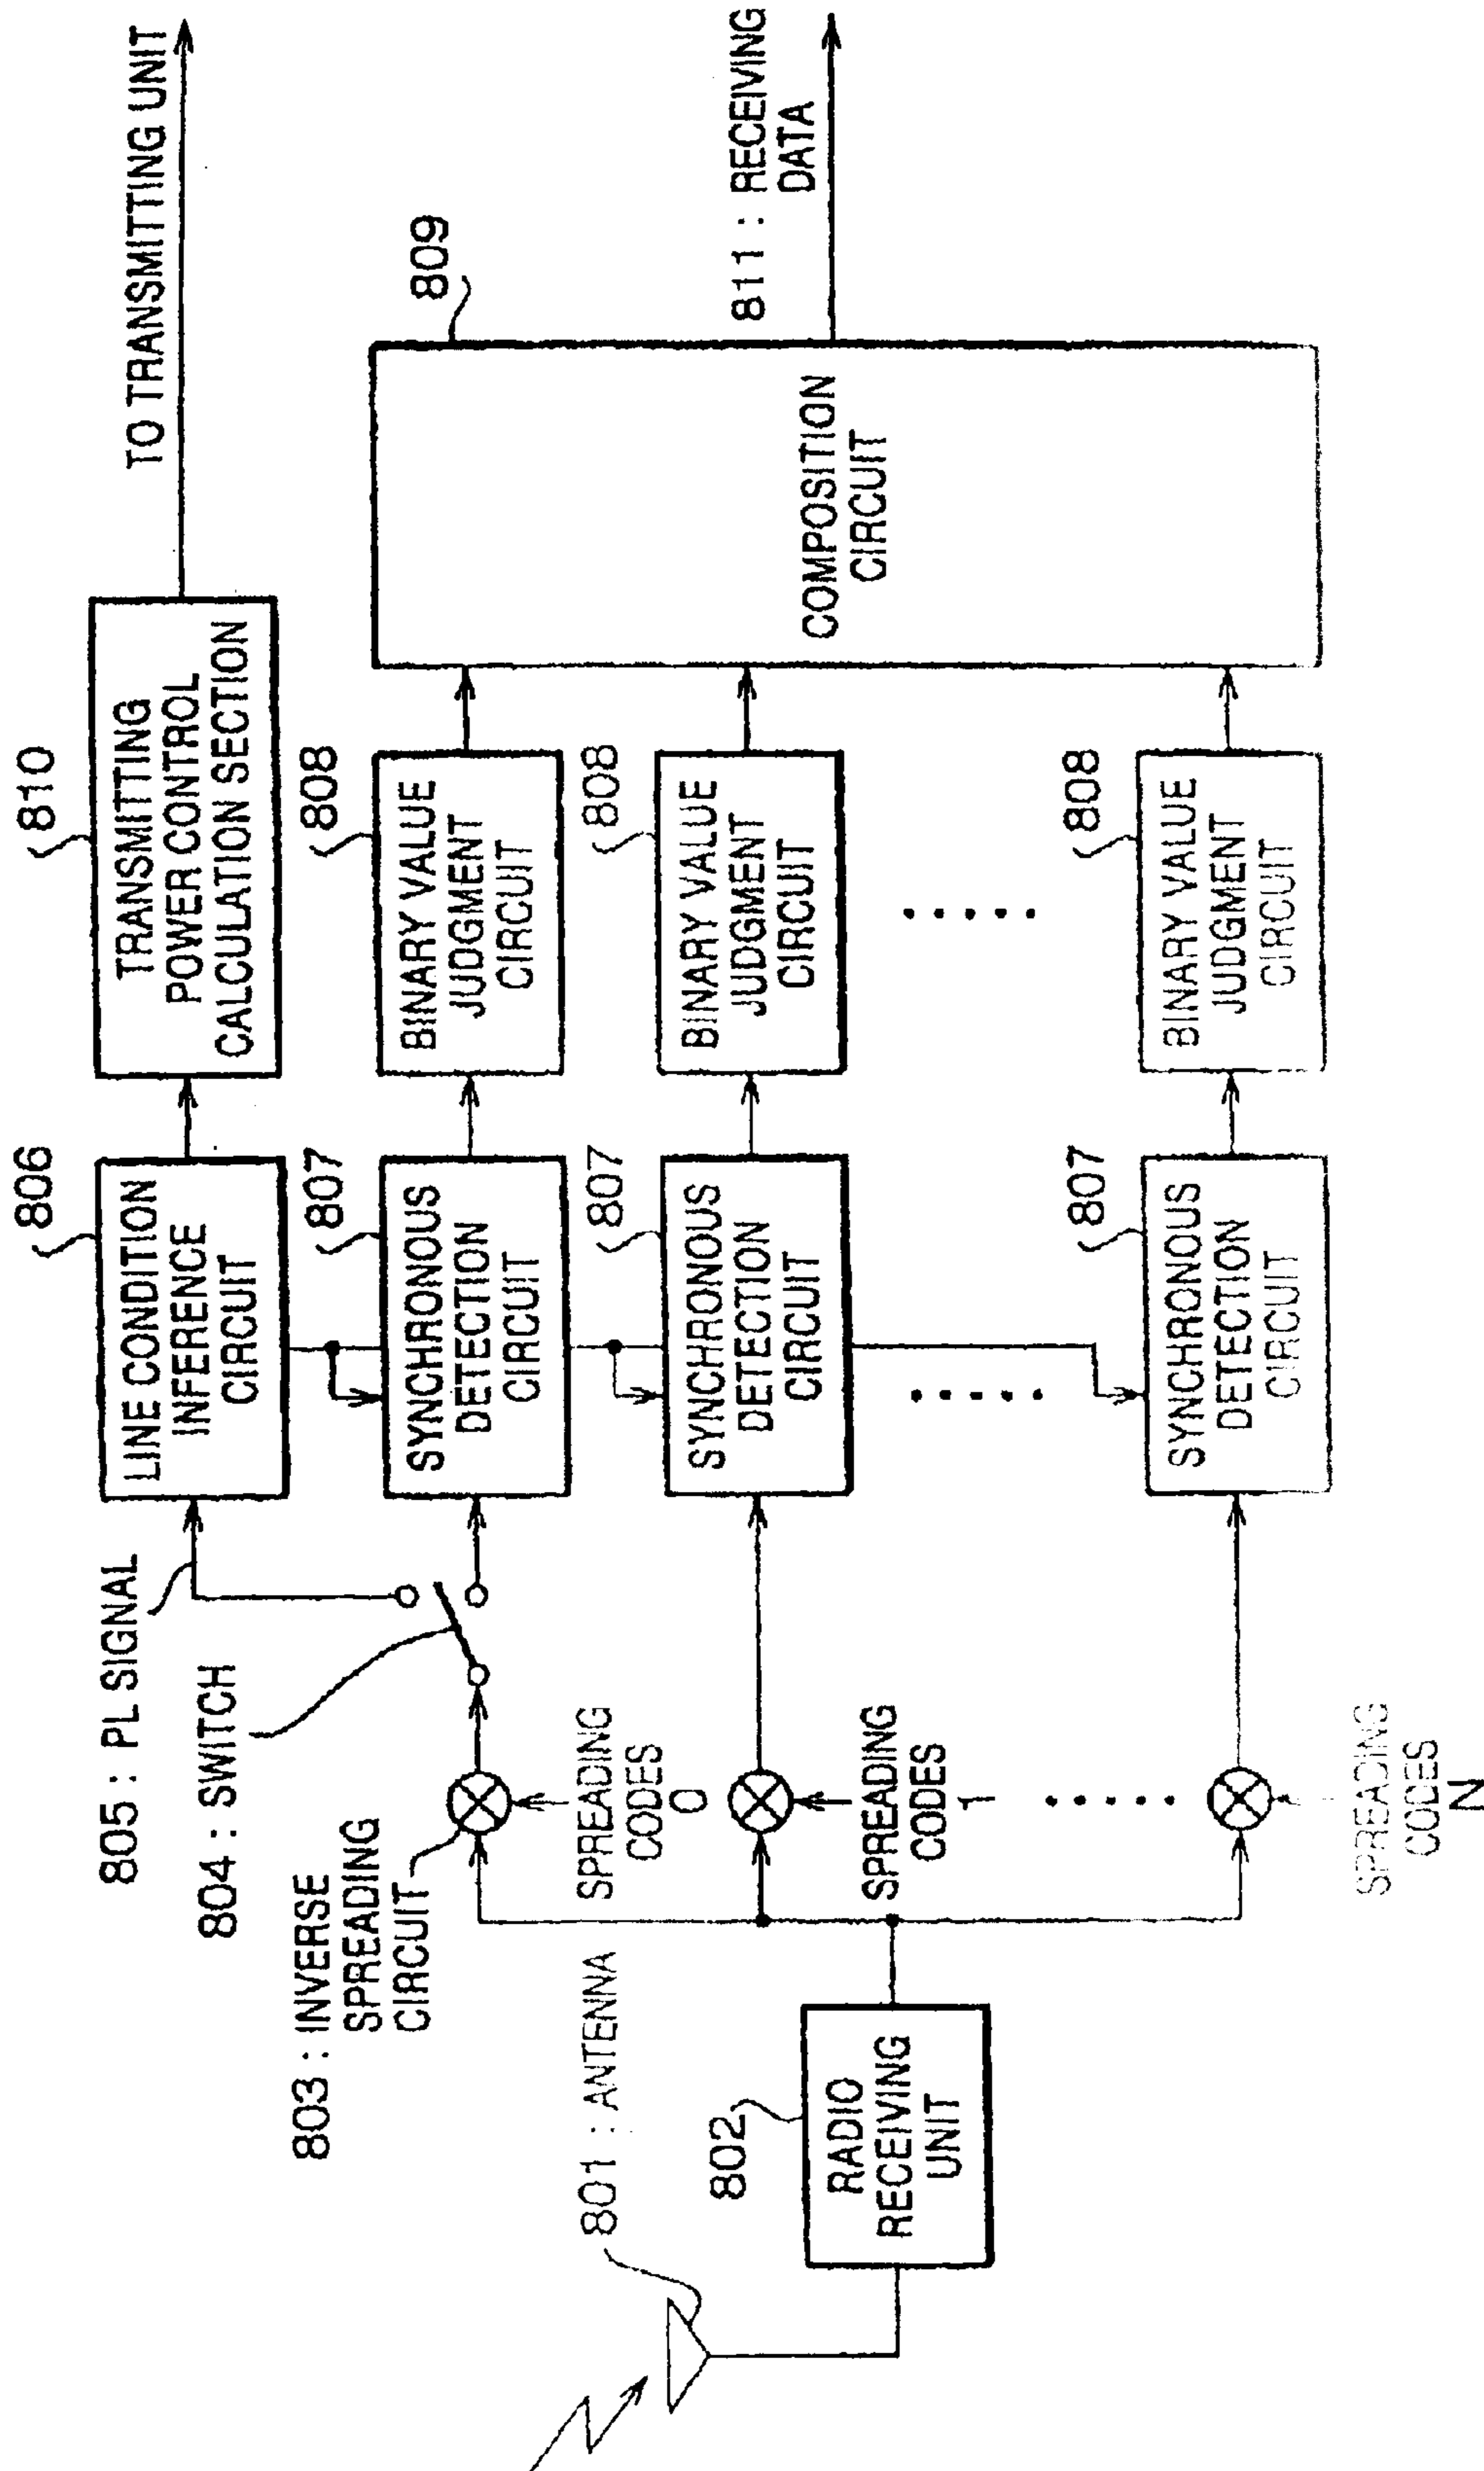 801 : ANTENNA
802
RADIO
RECEIVING
UNIT
803 : INVERSE
SPREADING
CIRCUIT
804 : SWITCH
805 : PL SIGNAL
SPREADING
CODES
0
SPREADING
CODES
1
SPREADING
CODES
N
806
LINE CONDITION
INFERENCE
CIRCUIT
807
SYNCHRONOUS
DETECTION
CIRCUIT
807
SYNCHRONOUS
DETECTION
CIRCUIT
807
SYNCHRONOUS
DETECTION
CIRCUIT
810
TRANSMITTING
POWER CONTROL
CALCULATION SECTION
808
BINARY VALUE
JUDGMENT
CIRCUIT
808
BINARY VALUE
JUDGMENT
CIRCUIT
808
BINARY VALUE
JUDGMENT
CIRCUIT
809
COMPOSITION
CIRCUIT
TO TRANSMITTING UNIT
811 : RECEIVING
DATA